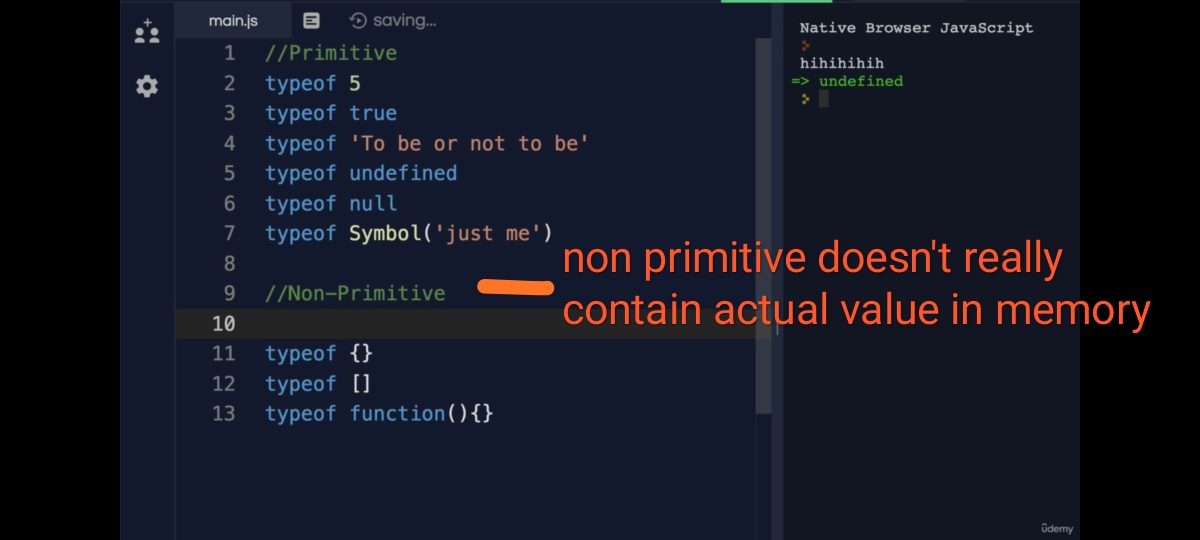 main.js saving...
1 //Primitive
2 typeof 5
3 typeof true
4 typeof 'To be or not to be'
5 typeof undefined
6 typeof null
7 typeof Symbol('just me')
8
9 //Non-Primitive
10
11 typeof {}
12 typeof []
13 typeof function(){}
non primitive doesn't really
contain actual value in memory
Native Browser JavaScript
hihihihih
=> undefined
ûdemy